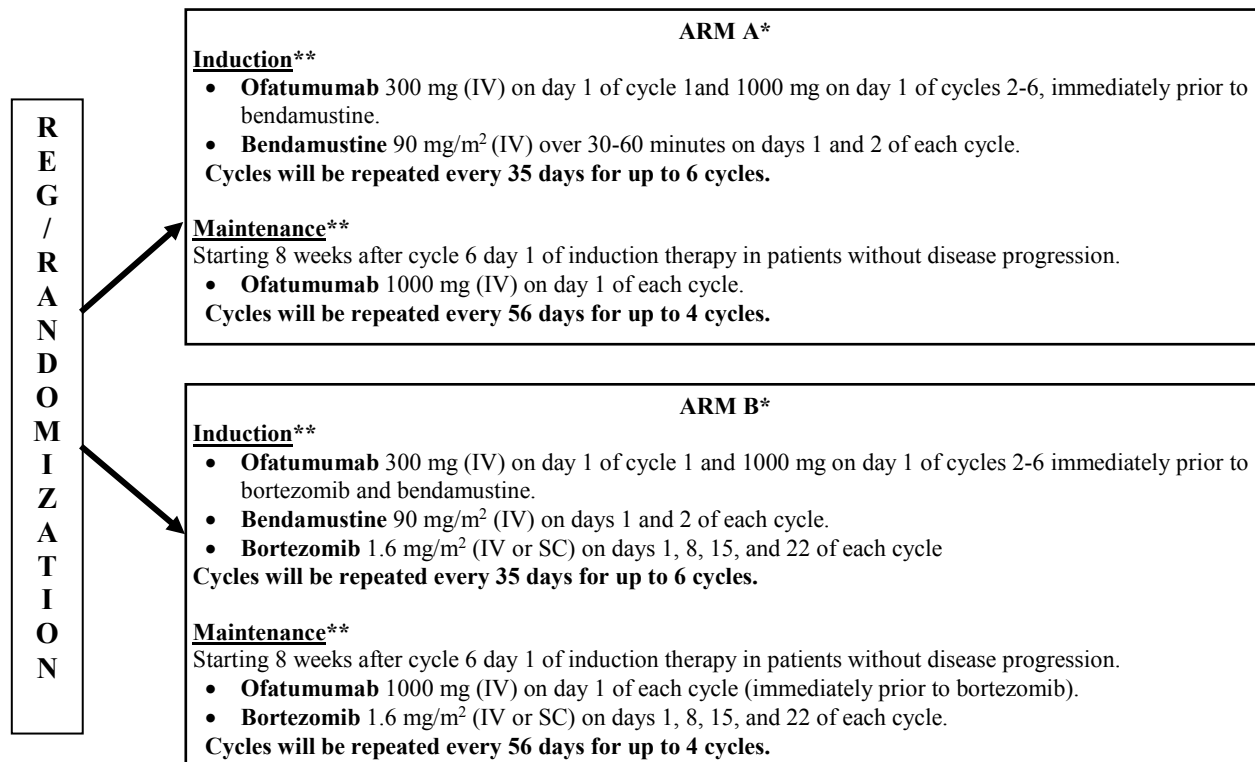 REG/RANDOMIZATION
ARM A*
Induction**
• Ofatumumab 300 mg (IV) on day 1 of cycle 1and 1000 mg on day 1 of cycles 2-6, immediately prior to
bendamustine.
• Bendamustine 90 mg/m² (IV) over 30-60 minutes on days 1 and 2 of each cycle.
Cycles will be repeated every 35 days for up to 6 cycles.
Maintenance**
Starting 8 weeks after cycle 6 day 1 of induction therapy in patients without disease progression.
• Ofatumumab 1000 mg (IV) on day 1 of each cycle.
Cycles will be repeated every 56 days for up to 4 cycles.
ARM B*
Induction**
• Ofatumumab 300 mg (IV) on day 1 of cycle 1 and 1000 mg on day 1 of cycles 2-6 immediately prior to
bortezomib and bendamustine.
• Bendamustine 90 mg/m² (IV) on days 1 and 2 of each cycle.
• Bortezomib 1.6 mg/m² (IV or SC) on days 1, 8, 15, and 22 of each cycle
Cycles will be repeated every 35 days for up to 6 cycles.
Maintenance**
Starting 8 weeks after cycle 6 day 1 of induction therapy in patients without disease progression.
• Ofatumumab 1000 mg (IV) on day 1 of each cycle (immediately prior to bortezomib).
• Bortezomib 1.6 mg/m² (IV or SC) on days 1, 8, 15, and 22 of each cycle.
Cycles will be repeated every 56 days for up to 4 cycles.